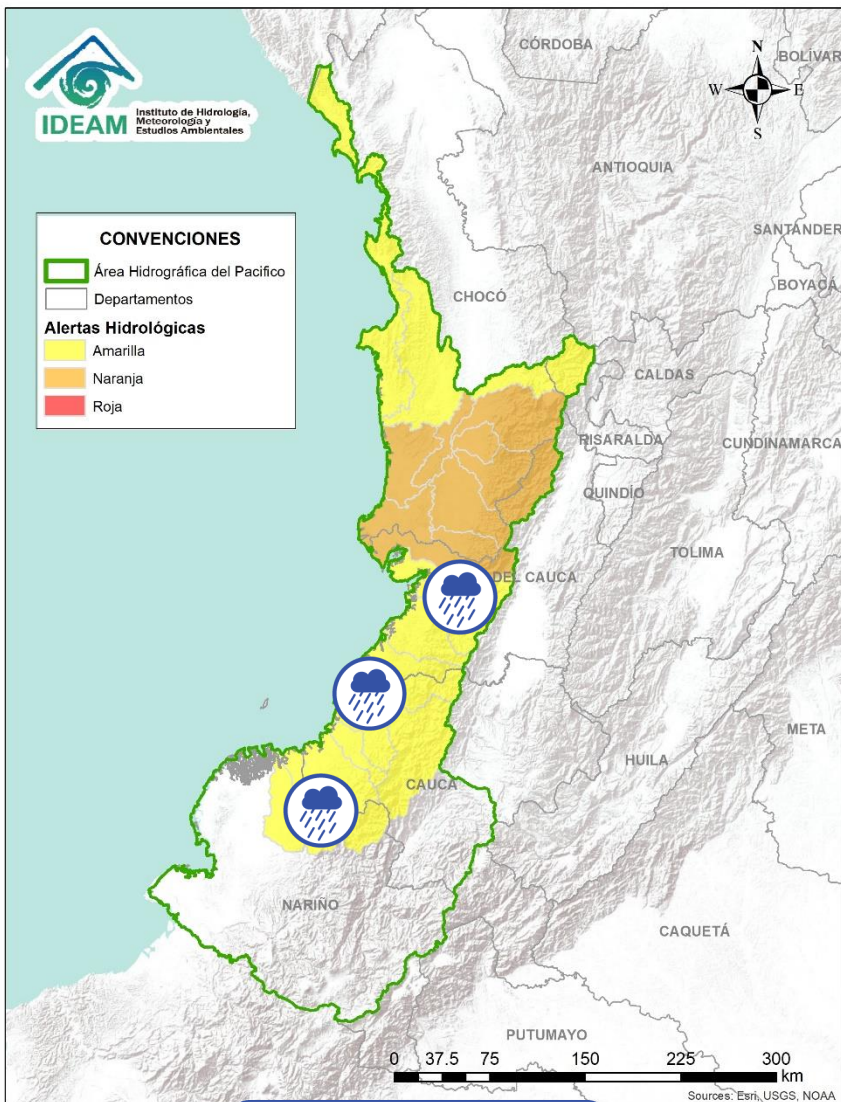 CÓRDOBA
BOLÍVAR
N
W
E
S
IDEAM
Instituto de Hidrología,
Meteorología y
Estudios Ambientales
ANTIOQUIA
SANTANDER
BOYACÁ
CONVENCIONES
Área Hidrográfica del Pacifico
Departamentos
Alertas Hidrológicas
Amarilla
Naranja
Roja
CHOCÓ
CALDAS
RISARALDA
CUNDINAMARCA
QUINDÍO
TOLIMA
DEL CAUCA
META
HUILA
CAUCA
NARIÑO
CAQUETÁ
PUTUMAYO
0 37.5 75 150 225 300
km
Sources: Esri, USGS, NOAA